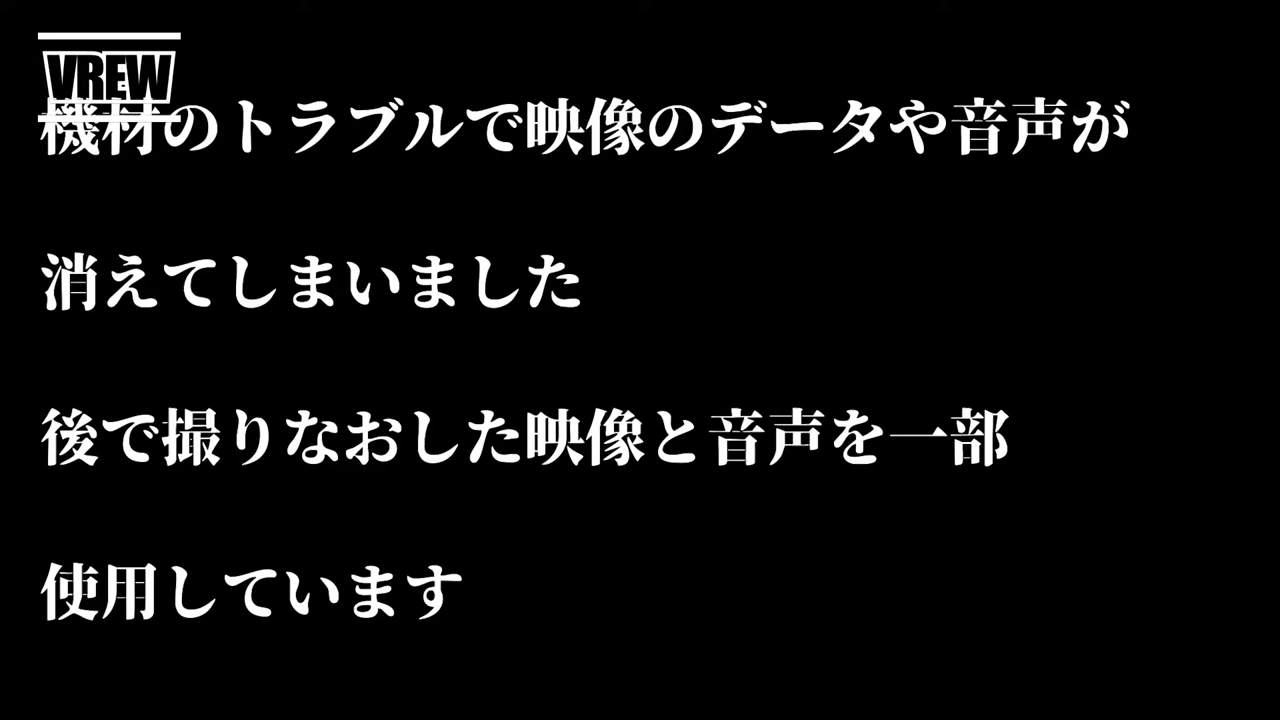 VREW
機材のトラブルで映像のデータや音声が
消えてしまいました
後で撮りなおした映像と音声を一部
使用しています